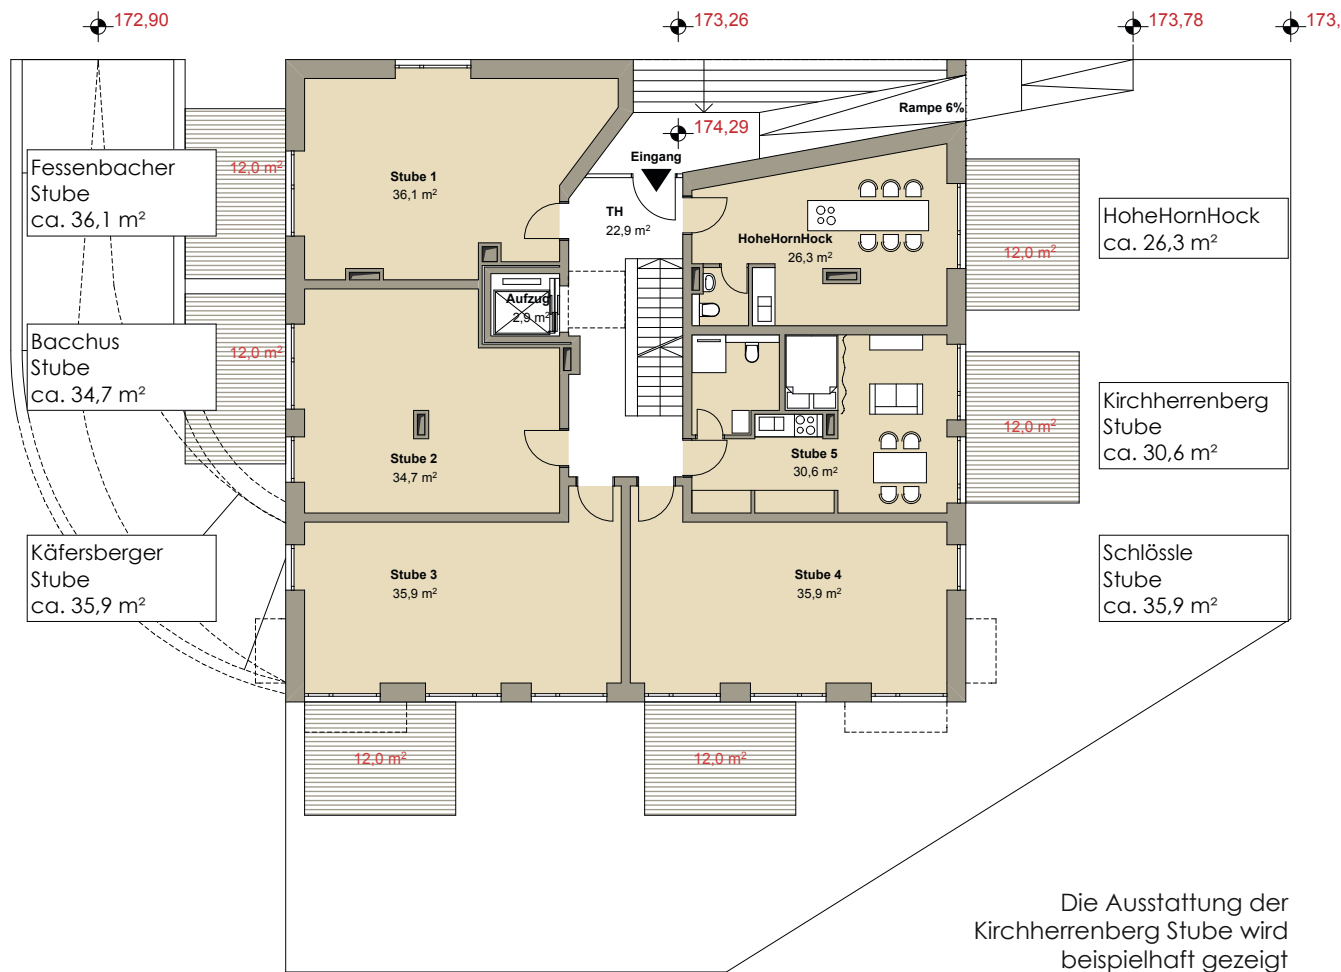 172,90
173,26
173,78
173,
Rampe 6%
174,29
Eingang
Fessenbacher
Stube
ca. 36,1 m²
12,0 m²
Stube 1
36,1 m²
TH
22,9 m²
HoheHornHock
26,3 m²
12,0 m²
HoheHornHock
ca. 26,3 m²
Aufzug
2,9 m²
Bacchus
Stube
ca. 34,7 m²
12,0 m²
Stube 2
34,7 m²
Stube 5
30,6 m²
12,0 m²
Kirchherrenberg
Stube
ca. 30,6 m²
Käfersberger
Stube
ca. 35,9 m²
Stube 3
35,9 m²
Stube 4
35,9 m²
Schlössle
Stube
ca. 35,9 m²
12,0 m²
12,0 m²
Die Ausstattung der
Kirchherrenberg Stube wird
beispielhaft gezeigt